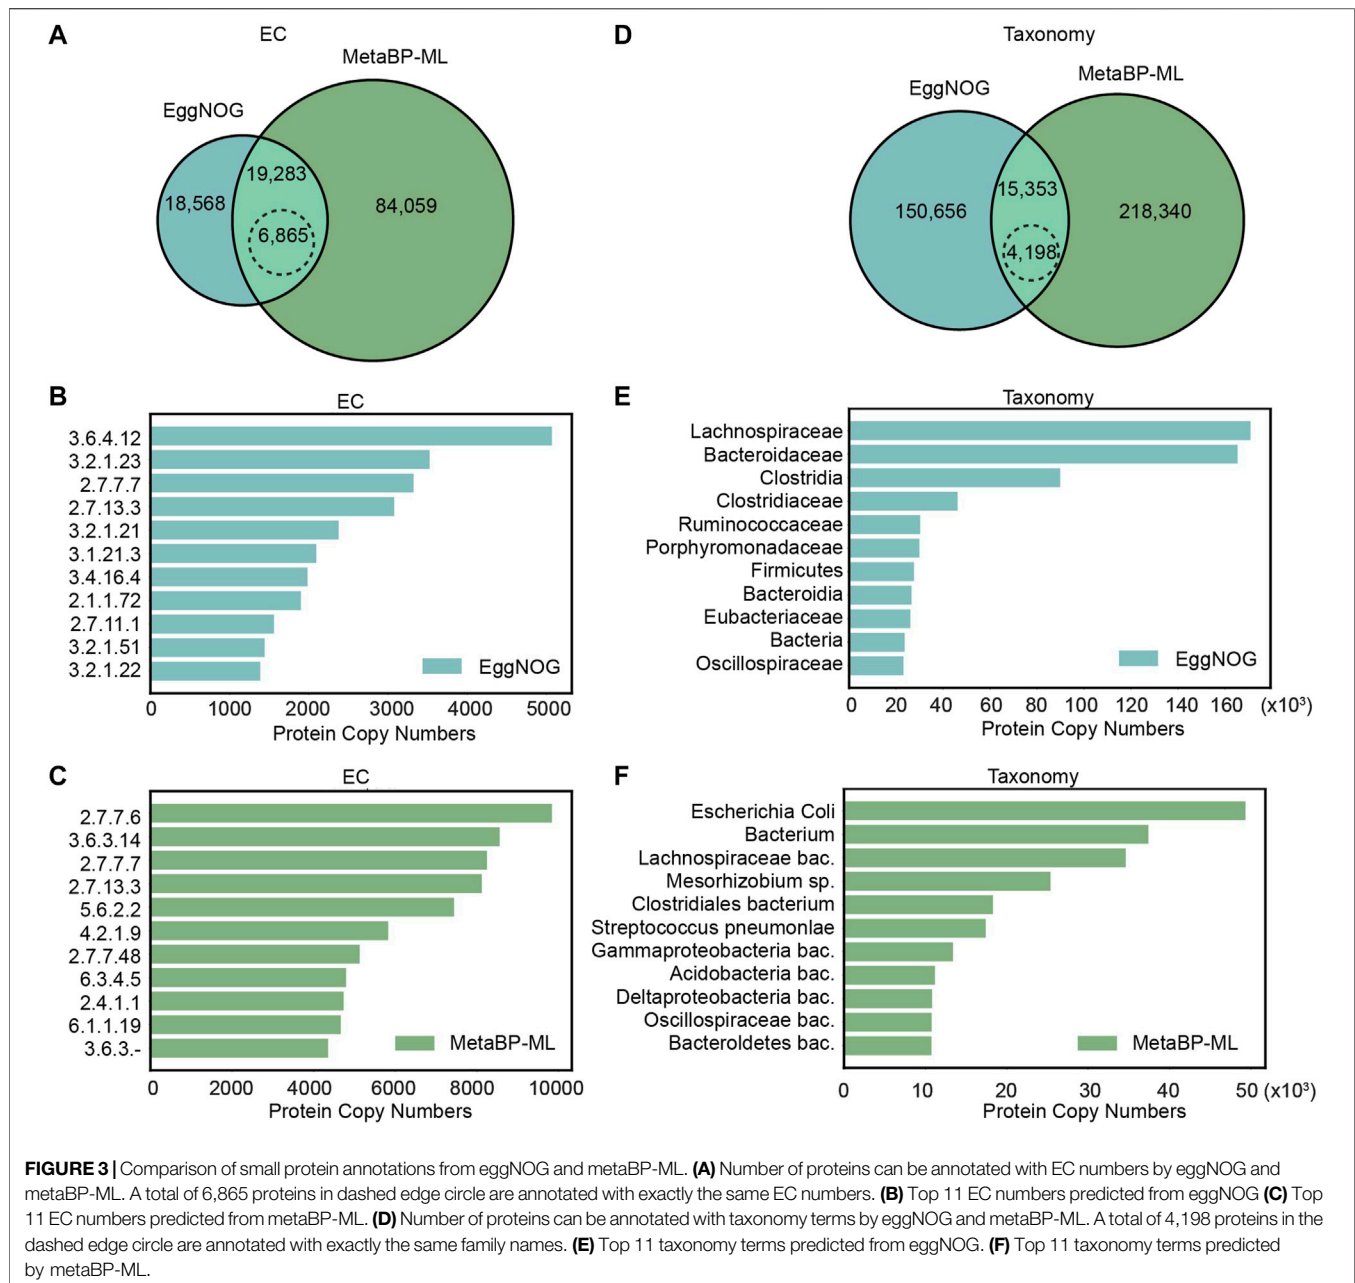 A
EC
MetaBP-ML
EggNOG
18,568
19,283
6,865
84,059
D
Taxonomy
MetaBP-ML
EggNOG
150,656
15,353
4,198
218,340
B
EC
3.6.4.12
3.2.1.23
2.7.7.7
2.7.13.3
3.2.1.21
3.1.21.3
3.4.16.4
2.1.1.72
2.7.11.1
3.2.1.51
3.2.1.22
EggNOG
0 1000 2000 3000 4000 5000
Protein Copy Numbers
E
Taxonomy
Lachnospiraceae
Bacteroidaceae
Clostridia
Clostridiaceae
Ruminococcaceae
Porphyromonadaceae
Firmicutes
Bacteroidia
Eubacteriaceae
Bacteria
Oscillospiraceae
EggNOG
0 20 40 60 80 100 120 140 160 (x10³)
Protein Copy Numbers
C
EC
2.7.7.6
3.6.3.14
2.7.7.7
2.7.13.3
5.6.2.2
4.2.1.9
2.7.7.48
6.3.4.5
2.4.1.1
6.1.1.19
3.6.3.-
MetaBP-ML
0 2000 4000 6000 8000 10000
Protein Copy Numbers
F
Taxonomy
Escherichia Coli
Bacterium
Lachnospiraceae bac.
Mesorhizobium sp.
Clostridiales bacterium
Streptococcus pneumonlae
Gammaproteobacteria bac.
Acidobacteria bac.
Deltaproteobacteria bac.
Oscillospiraceae bac.
Bacteroldetes bac.
MetaBP-ML
0 10 20 30 40 50 (x10³)
Protein Copy Numbers
FIGURE 3 | Comparison of small protein annotations from eggNOG and metaBP-ML. (A) Number of proteins can be annotated with EC numbers by eggNOG and
metaBP-ML. A total of 6,865 proteins in dashed edge circle are annotated with exactly the same EC numbers. (B) Top 11 EC numbers predicted from eggNOG (C) Top
11 EC numbers predicted from metaBP-ML. (D) Number of proteins can be annotated with taxonomy terms by eggNOG and metaBP-ML. A total of 4,198 proteins in the
dashed edge circle are annotated with exactly the same family names. (E) Top 11 taxonomy terms predicted from eggNOG. (F) Top 11 taxonomy terms predicted
by metaBP-ML.